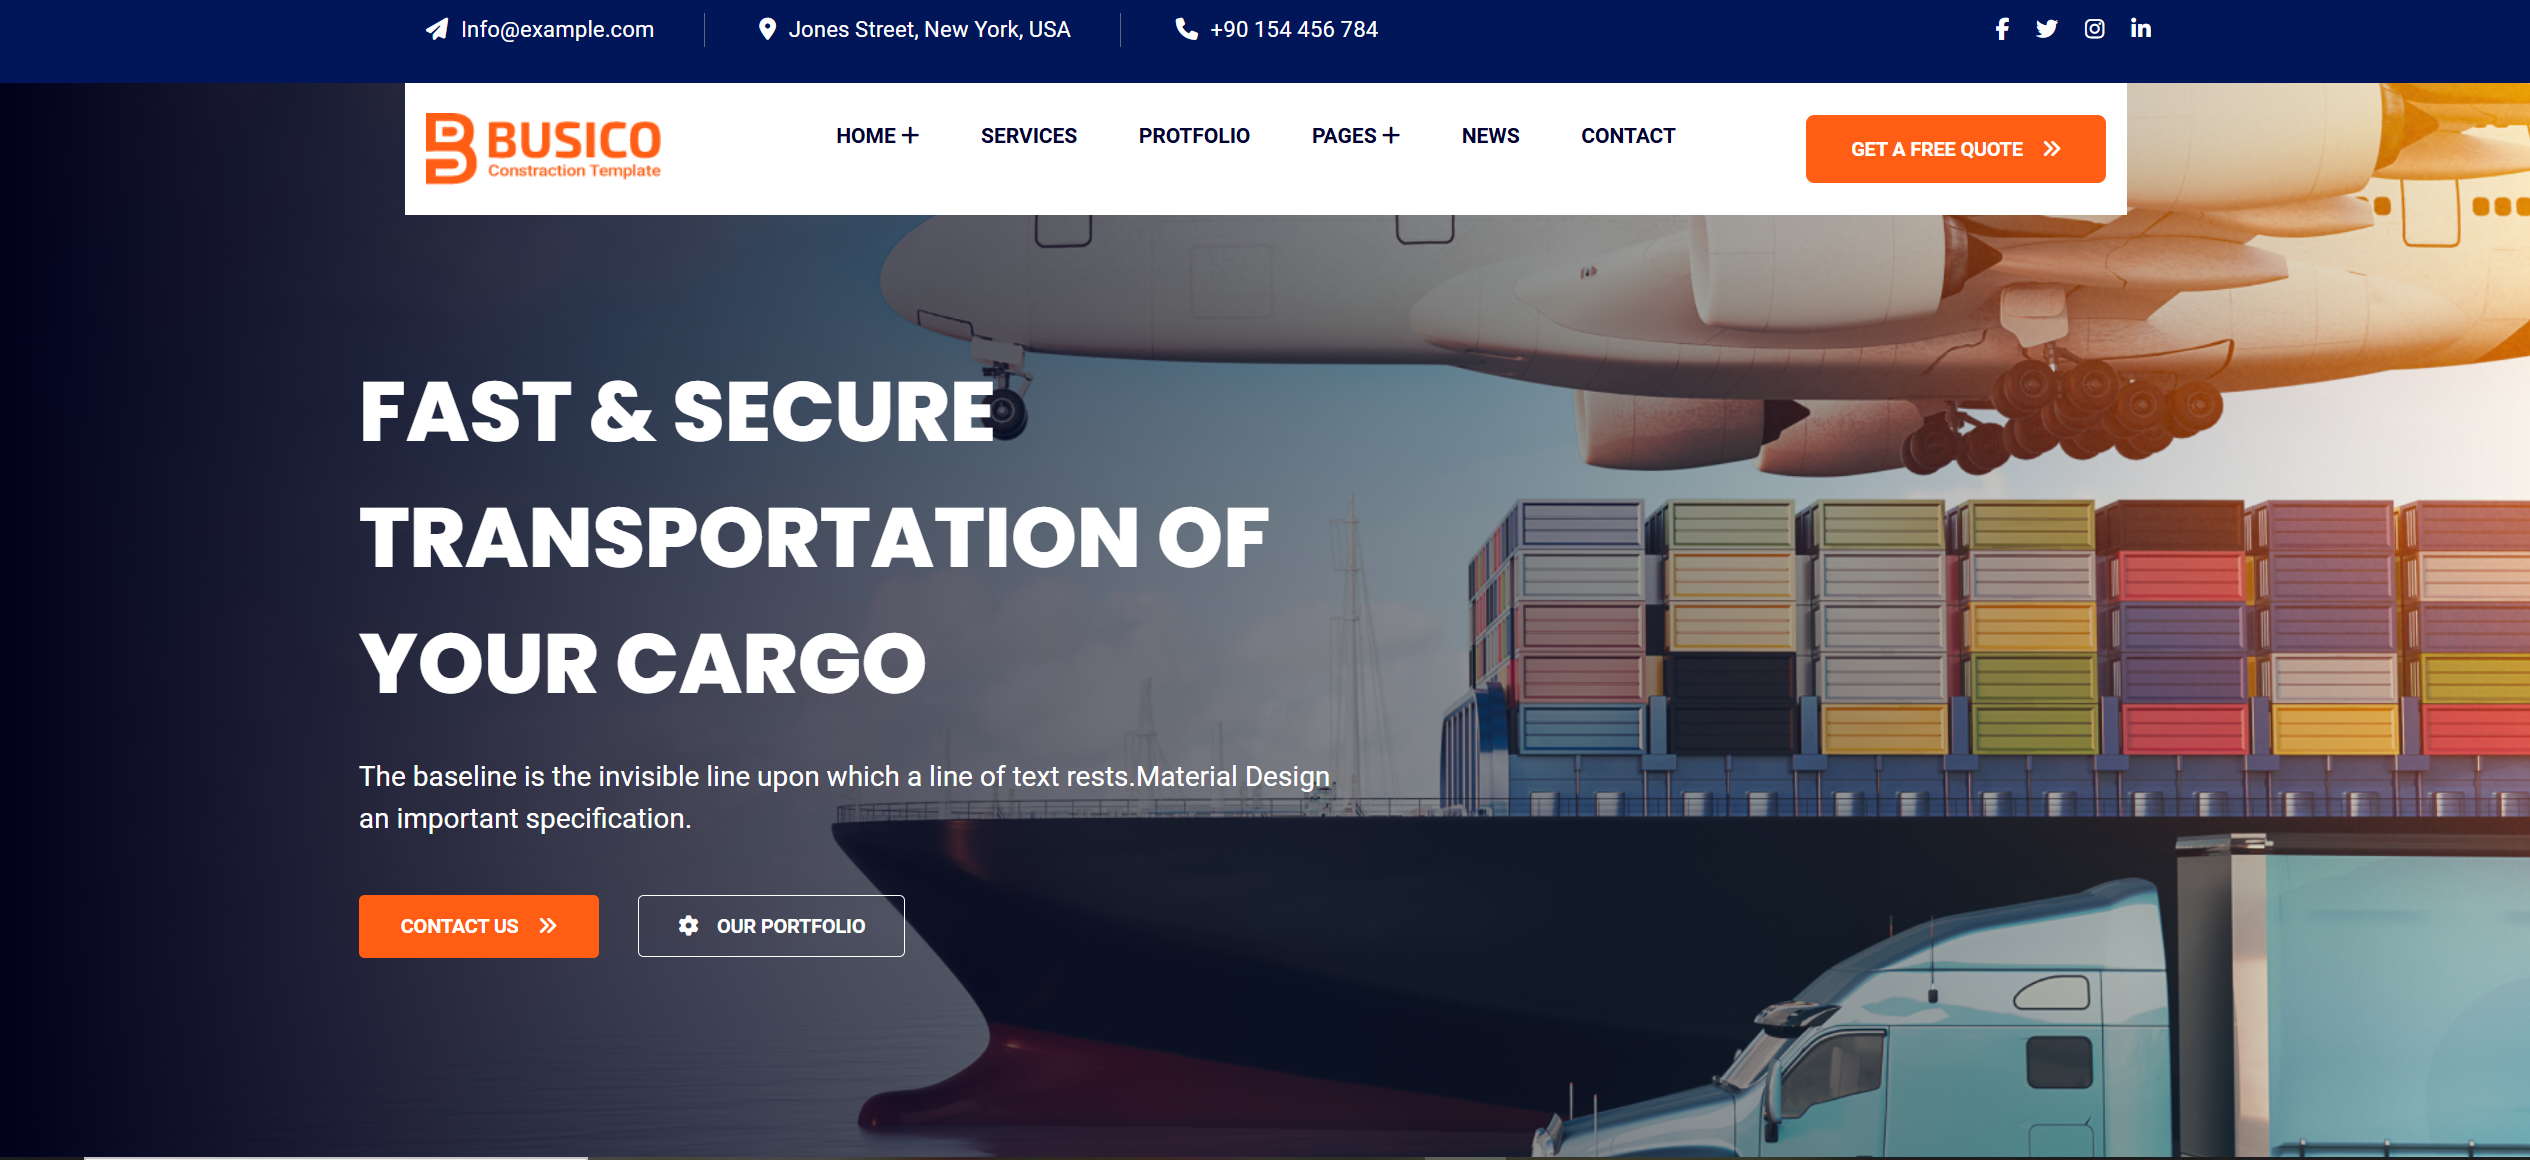 Info@example.com
Jones Street, New York, USA
+90 154 456 784
BUSICO
Constraction Template
HOME +
SERVICES
PROTFOLIO
PAGES +
NEWS
CONTACT
GET A FREE QUOTE
FAST & SECURE
TRANSPORTATION OF
YOUR CARGO
The baseline is the invisible line upon which a line of text rests.Material Design
an important specification.
CONTACT US
OUR PORTFOLIO